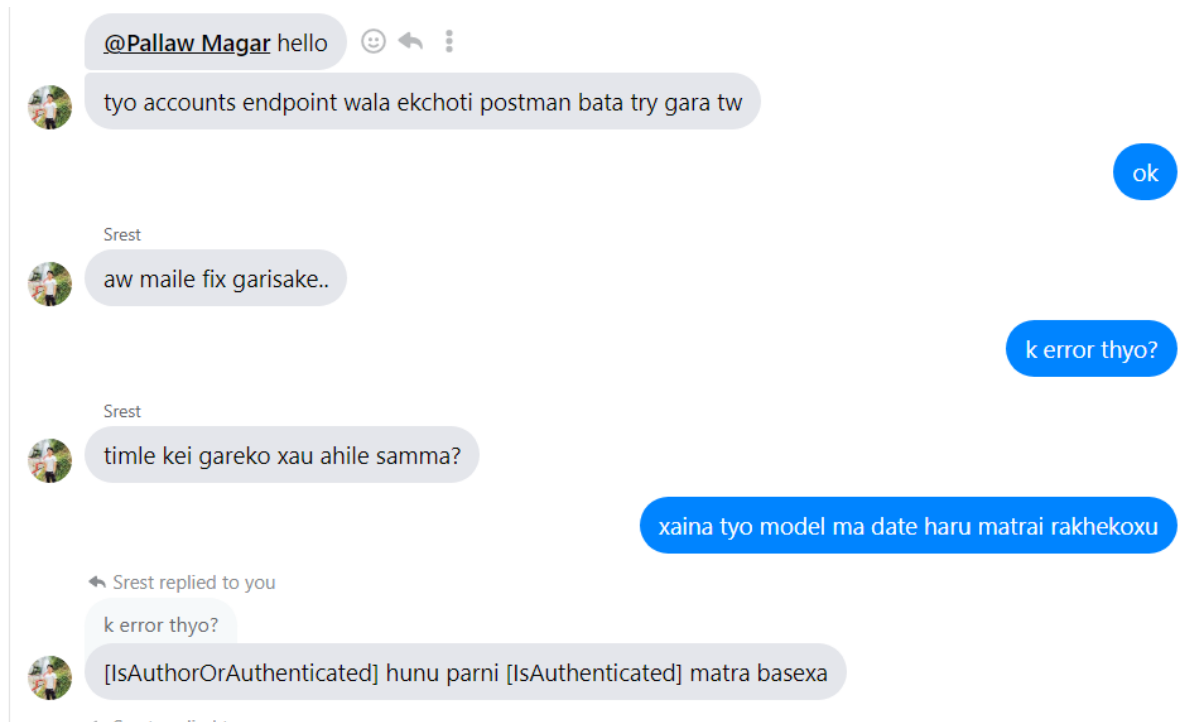 @Pallaw Magar hello
tyo accounts endpoint wala ekchoti postman bata try gara tw
ok
Srest
aw maile fix garisake..
k error thyo?
Srest
timle kei gareko xau ahile samma?
xaina tyo model ma date haru matrai rakhekoxu
Srest replied to you
k error thyo?
[IsAuthorOrAuthenticated] hunu parni [IsAuthenticated] matra basexa